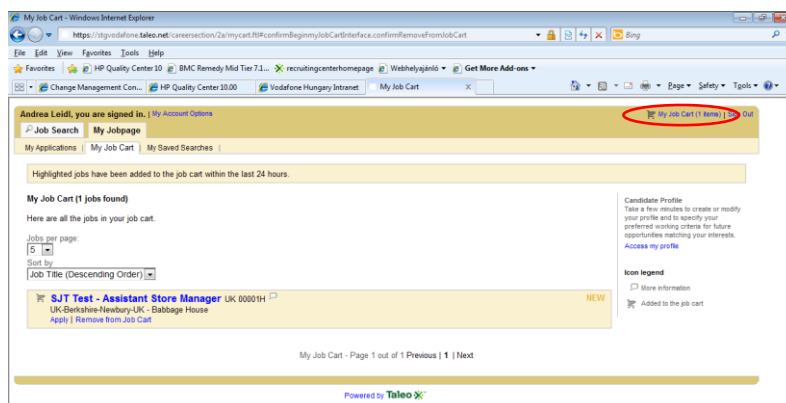 My Job Cart - Windows Internet Explorer
https://stgvodafone.taleo.net/careersection/2a/mycart.ftl#confirmBeginmyJobCartInterface.confirmRemoveFromJobCart
Bing
File Edit View Favorites Tools Help
Favorites HP Quality Center 10 BMC Remedy Mid Tier 7.1... recruitingcenterhomepage Webhelyajánló Get More Add-ons
Change Management Con... HP Quality Center 10.00 Vodafone Hungary Intranet My Job Cart x Page Safety Tools
Andrea Leidl, you are signed in. | My Account Options My Job Cart (1 items) | Sign Out
Job Search My Jobpage
My Applications | My Job Cart | My Saved Searches |
Highlighted jobs have been added to the job cart within the last 24 hours.
My Job Cart (1 jobs found)
Here are all the jobs in your job cart.
Jobs per page:
5
Sort by
Job Title (Descending Order)
SJT Test - Assistant Store Manager UK 00001H NEW
UK-Berkshire-Newbury-UK - Babbage House
Apply | Remove from Job Cart
My Job Cart - Page 1 out of 1 Previous | 1 | Next
Candidate Profile
Take a few minutes to create or modify
your profile and to specify your
preferred working criteria for future
opportunities matching your interests.
Access my profile
Icon legend
More information
Added to the job cart
Powered by Taleo